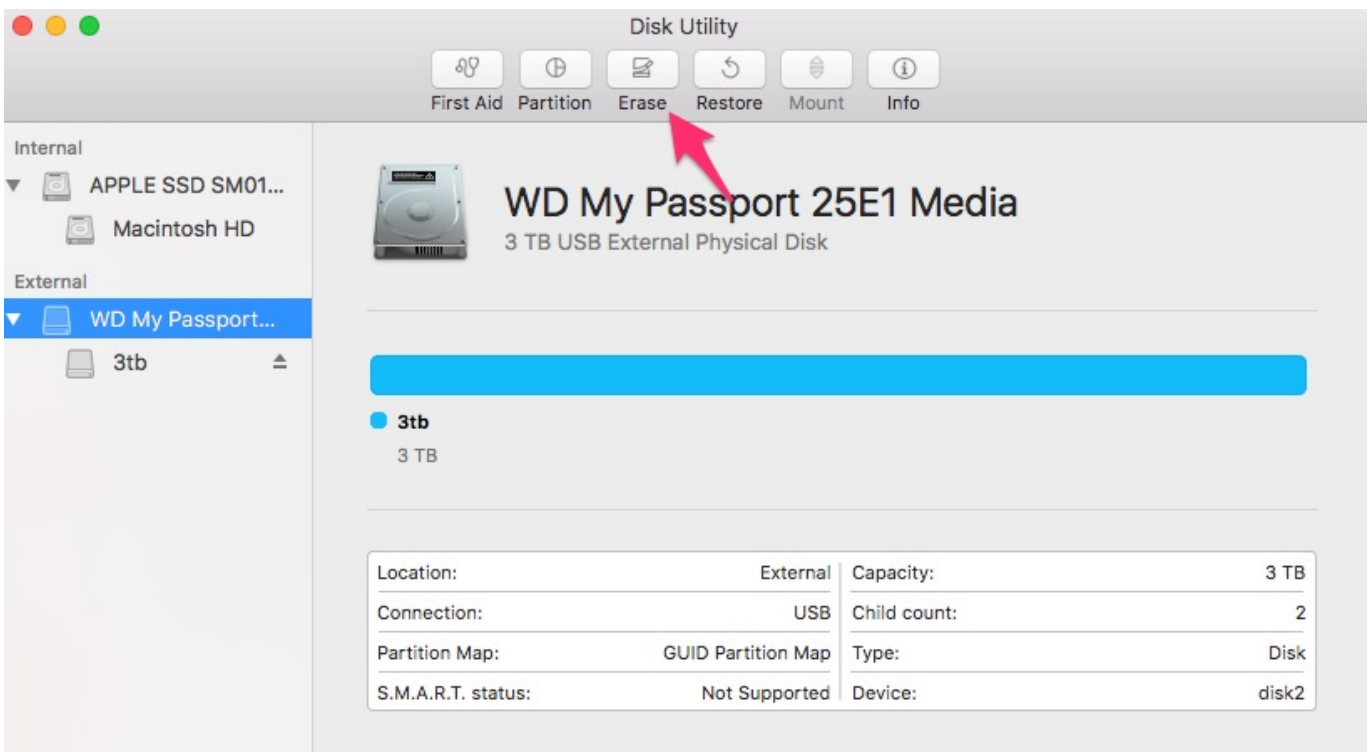 Disk Utility
First Aid Partition Erase Restore Mount Info
Internal
APPLE SSD SM01...
Macintosh HD
External
WD My Passport...
3tb
WD My Passport 25E1 Media
3 TB USB External Physical Disk
3tb
3 TB
Location: External Capacity: 3 TB
Connection: USB Child count: 2
Partition Map: GUID Partition Map Type: Disk
S.M.A.R.T. status: Not Supported Device: disk2